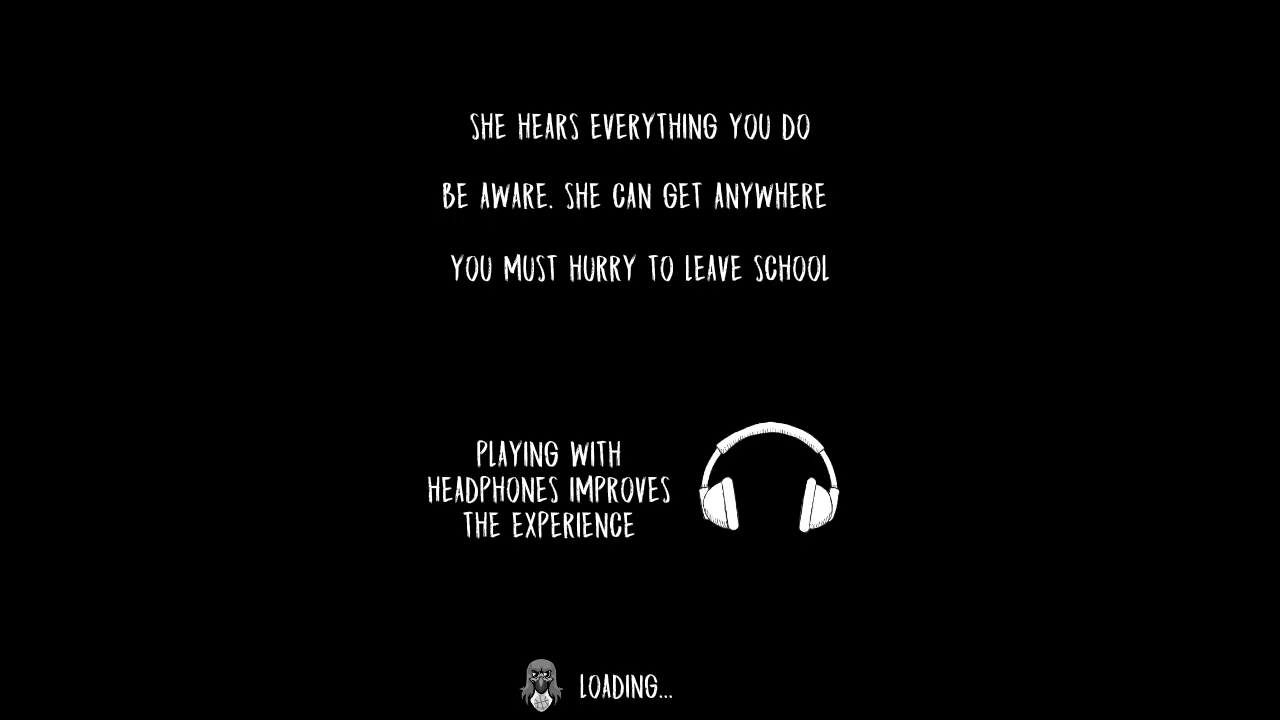 SHE HEARS EVERYTHING YOU DO
BE AWARE. SHE CAN GET ANYWHERE
YOU MUST HURRY TO LEAVE SCHOOL
PLAYING WITH
HEADPHONES IMPROVES
THE EXPERIENCE
LOADING...